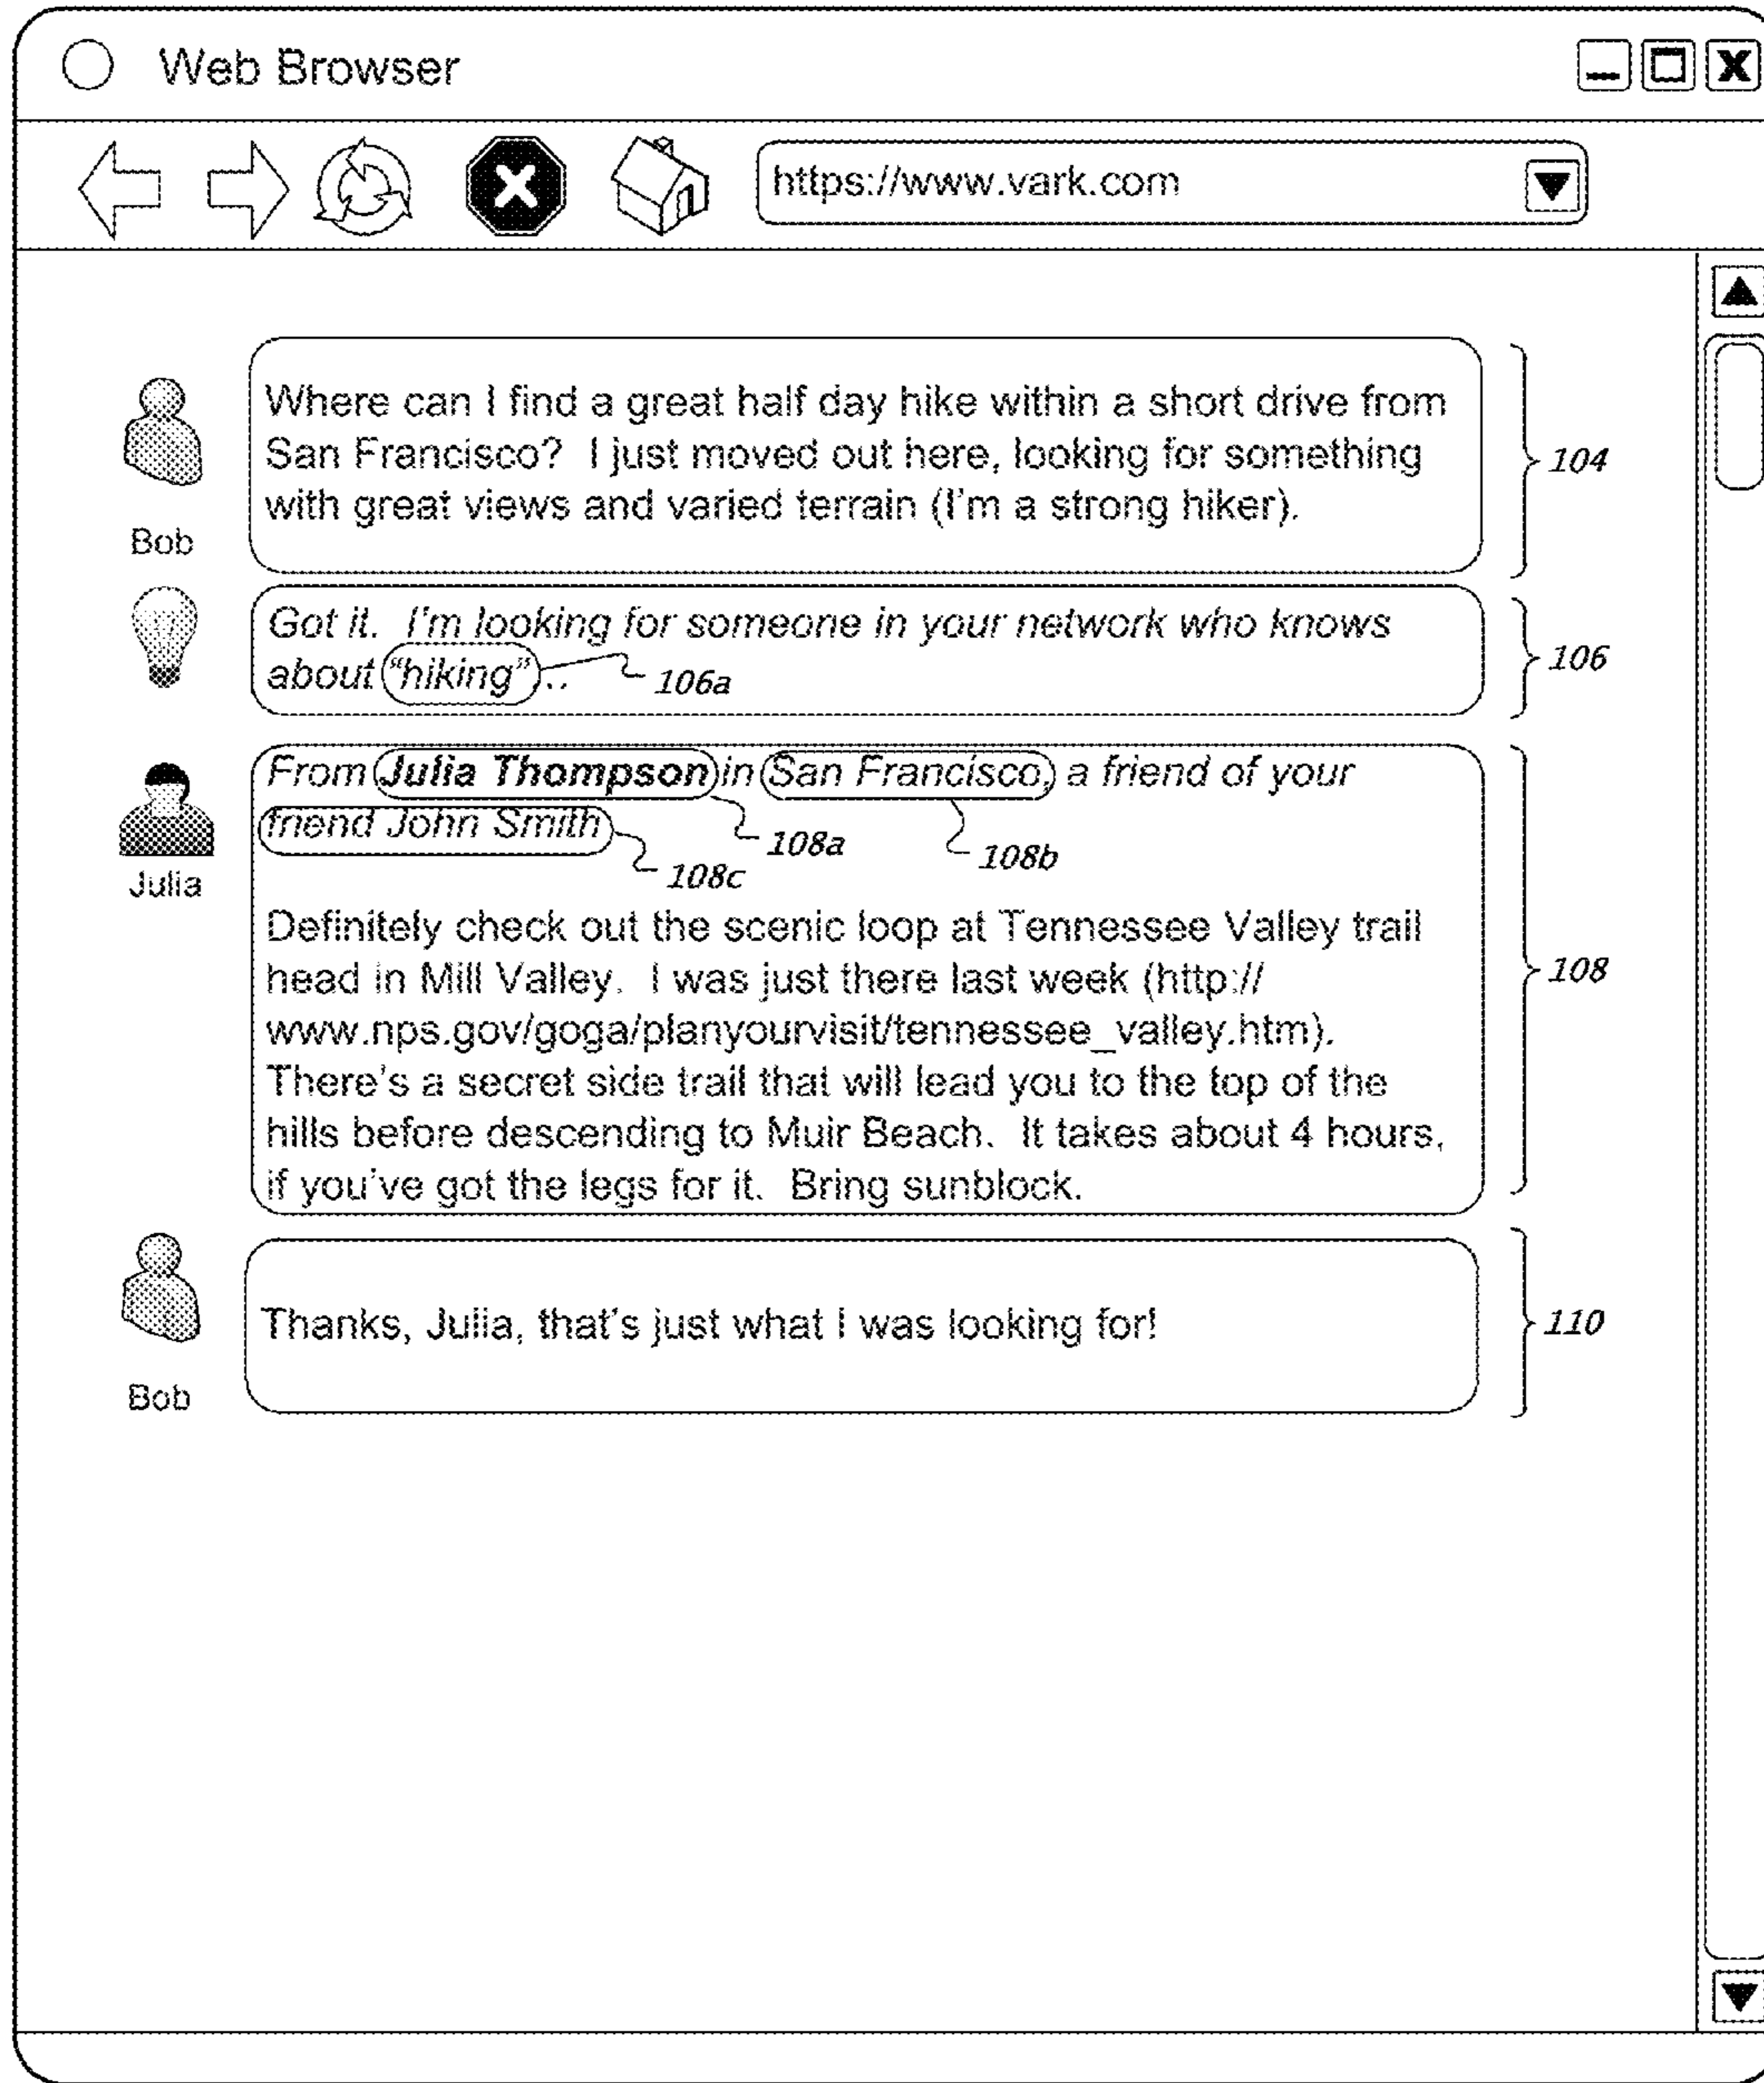 Web Browser
https://www.vark.com
Where can I find a great half day hike within a short drive from
San Francisco? I just moved out here, looking for something
with great views and varied terrain (I'm a strong hiker).
104
Bob
Got it. I'm looking for someone in your network who knows
about "hiking"..
106a
106
From Julia Thompson in San Francisco, a friend of your
friend John Smith
108a
108b
108c
Julia
Definitely check out the scenic loop at Tennessee Valley trail
head in Mill Valley. I was just there last week (http://
www.nps.gov/goga/planyourvisit/tennessee_valley.htm).
There's a secret side trail that will lead you to the top of the
hills before descending to Muir Beach. It takes about 4 hours,
if you've got the legs for it. Bring sunblock.
108
Thanks, Julia, that's just what I was looking for!
110
Bob